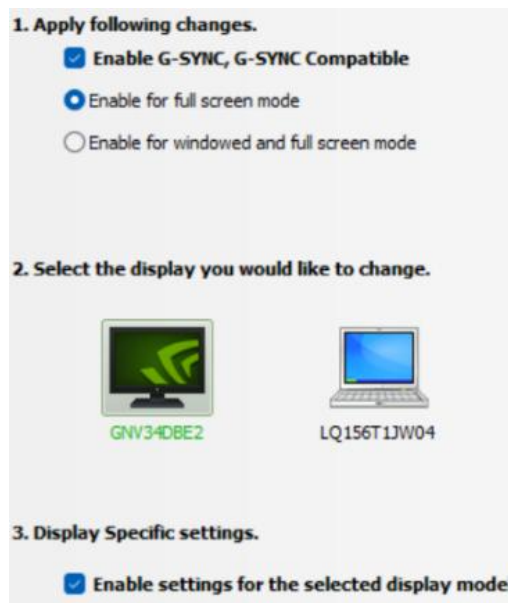 1. Apply following changes.
Enable G-SYNC, G-SYNC Compatible
Enable for full screen mode
Enable for windowed and full screen mode
2. Select the display you would like to change.
GNV34DBE2
LQ156T1JW04
3. Display Specific settings.
Enable settings for the selected display mode